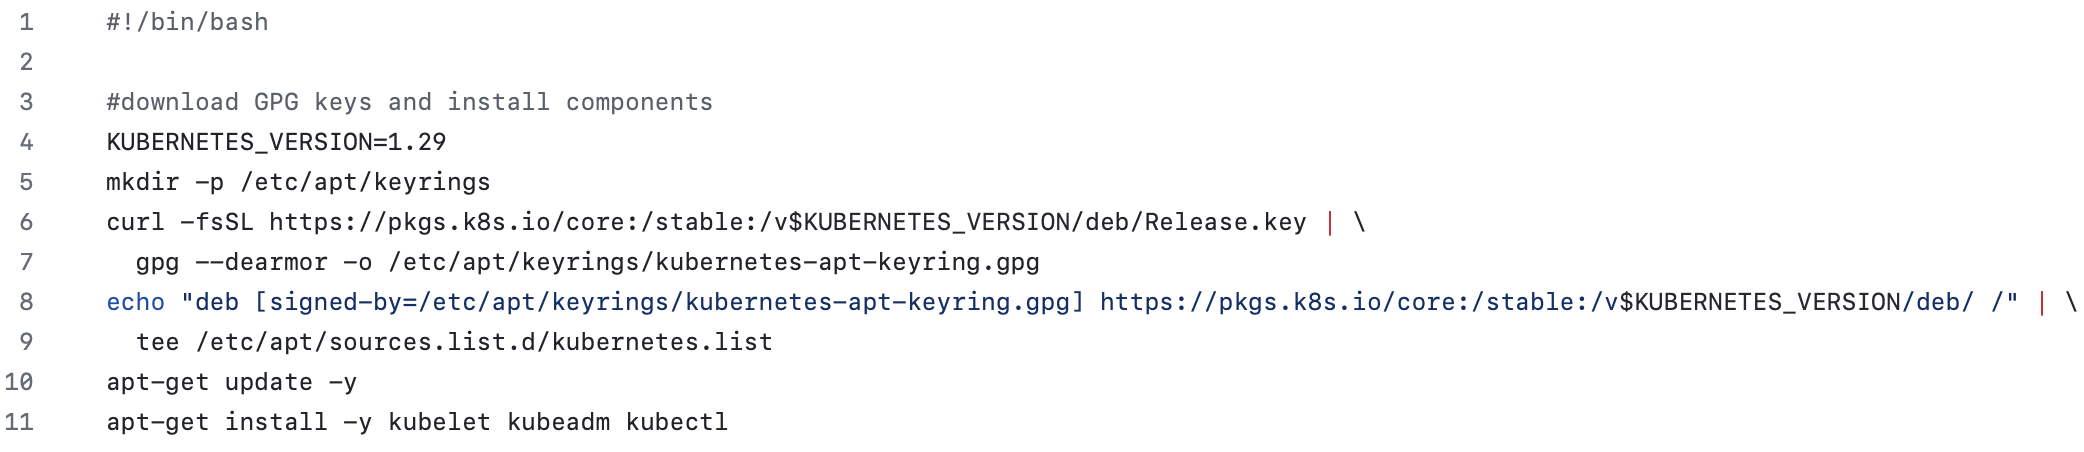 1 #!/bin/bash
2
3 #download GPG keys and install components
4 KUBERNETES_VERSION=1.29
5 mkdir -p /etc/apt/keyrings
6 curl -fsSL https://pkgs.k8s.io/core:/stable:/v$KUBERNETES_VERSION/deb/Release.key | \
7   gpg --dearmor -o /etc/apt/keyrings/kubernetes-apt-keyring.gpg
8 echo "deb [signed-by=/etc/apt/keyrings/kubernetes-apt-keyring.gpg] https://pkgs.k8s.io/core:/stable:/v$KUBERNETES_VERSION/deb/ /" | \
9   tee /etc/apt/sources.list.d/kubernetes.list
10 apt-get update -y
11 apt-get install -y kubelet kubeadm kubectl